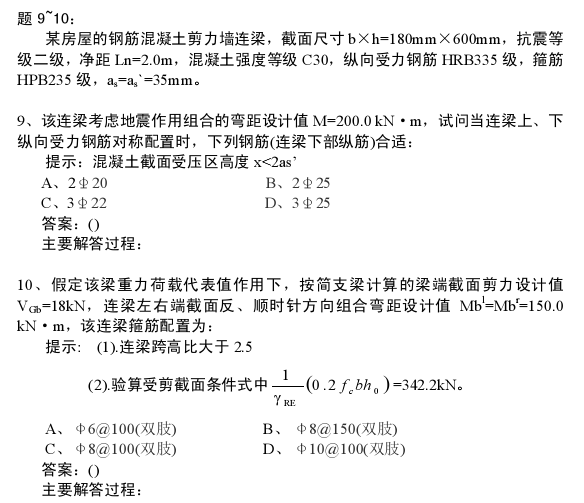 题 9~10：
某房屋的钢筋混凝土剪力墙连梁，截面尺寸 b×h=180mm×600mm，抗震等
级二级，净距 Ln=2.0m，混凝土强度等级 C30，纵向受力钢筋 HRB335 级，箍筋
HPB235 级，as=as`=35mm。
9、该连梁考虑地震作用组合的弯距设计值 M=200.0 kN·m，试问当连梁上、下
纵向受力钢筋对称配置时，下列钢筋(连梁下部纵筋)合适：
提示：混凝土截面受压区高度 x<2as’
A、2φ20 B、2φ25
C、3φ22 D、3φ25
答案：()
主要解答过程：
10、假定该梁重力荷载代表值作用下，按简支梁计算的梁端截面剪力设计值
VGb=18kN，连梁左右端截面反、顺时针方向组合弯距设计值 Mb^l=Mb^r=150.0
kN·m，该连梁箍筋配置为：
提示: (1).连梁跨高比大于 2.5
(2).验算受剪截面条件式中 1/γRE (0.2 fc bh0) =342.2kN。
A、 Φ6@100(双肢) B、 Φ8@150(双肢)
C、 Φ8@100(双肢) D、 Φ10@100(双肢)
答案：()
主要解答过程：